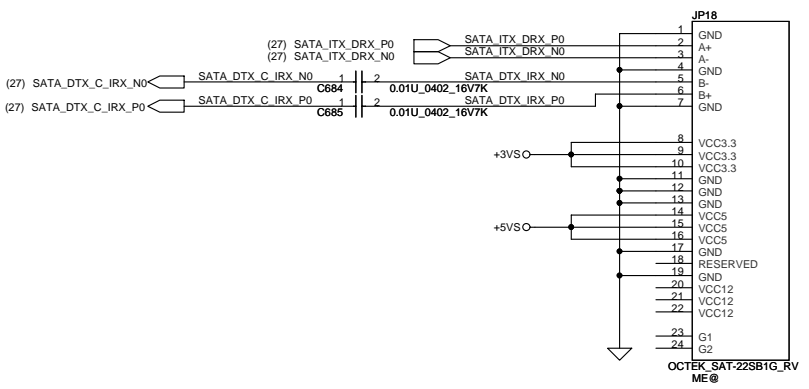 JP18
1 GND
(27) SATA_ITX_DRX_P0 SATA_ITX_DRX_P0 2 A+
(27) SATA_ITX_DRX_N0 SATA_ITX_DRX_N0 3 A-
4 GND
(27) SATA_DTX_C_IRX_N0 SATA_DTX_C_IRX_N0 1 2 SATA_DTX_IRX_N0 5 B-
C684 0.01U_0402_16V7K
6 B+
(27) SATA_DTX_C_IRX_P0 SATA_DTX_C_IRX_P0 1 2 SATA_DTX_IRX_P0 7 GND
C685 0.01U_0402_16V7K
8 VCC3.3
+3VS 9 VCC3.3
10 VCC3.3
11 GND
12 GND
13 GND
14 VCC5
+5VS 15 VCC5
16 VCC5
17 GND
18 RESERVED
19 GND
20 VCC12
21 VCC12
22 VCC12
23 G1
24 G2
OCTEK_SAT-22SB1G_RV
ME@